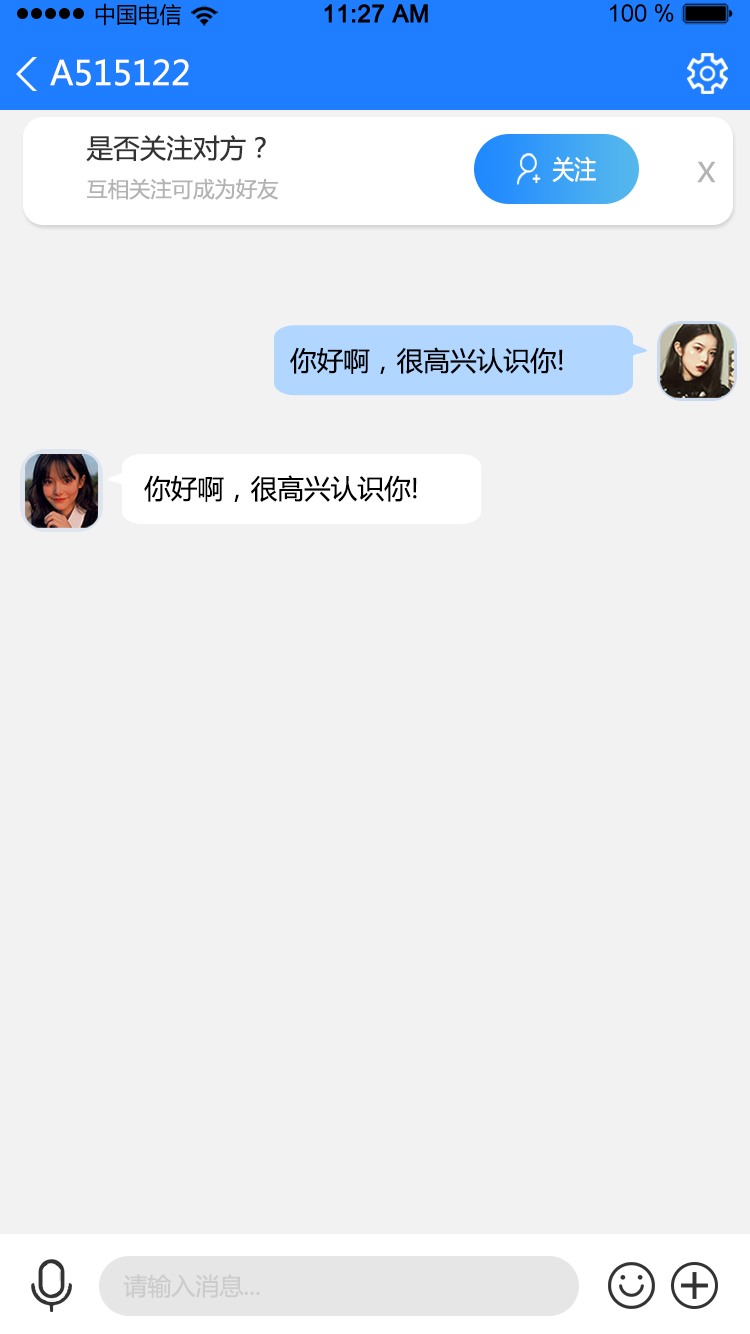 中国电信 11:27 AM 100 %
A515122
是否关注对方？
互相关注可成为好友
关注
X
你好啊，很高兴认识你!
你好啊，很高兴认识你!
请输入消息...